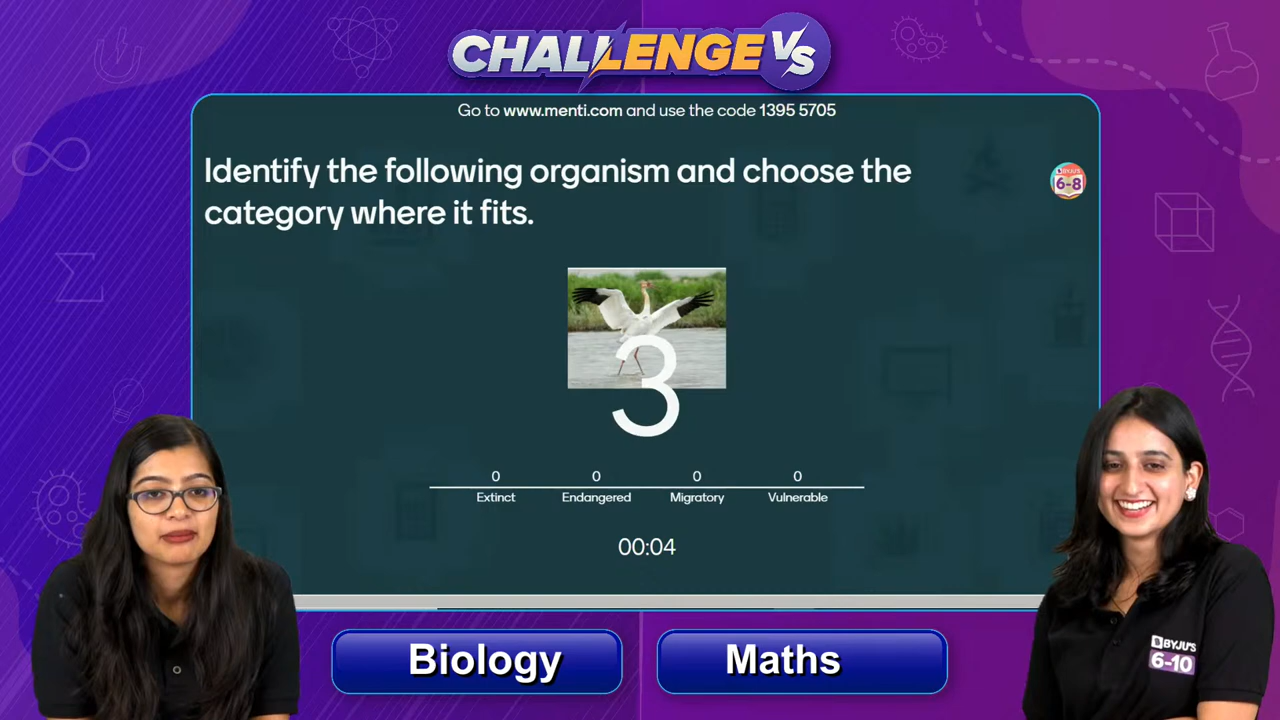 CHALLENGE VS
Go to www.menti.com and use the code 1395 5705
Identify the following organism and choose the
category where it fits.
BYJU'S
6-8
3
0 0 0 0
Extinct Endangered Migratory Vulnerable
00:04
BYJU'S
6-10
Biology Maths